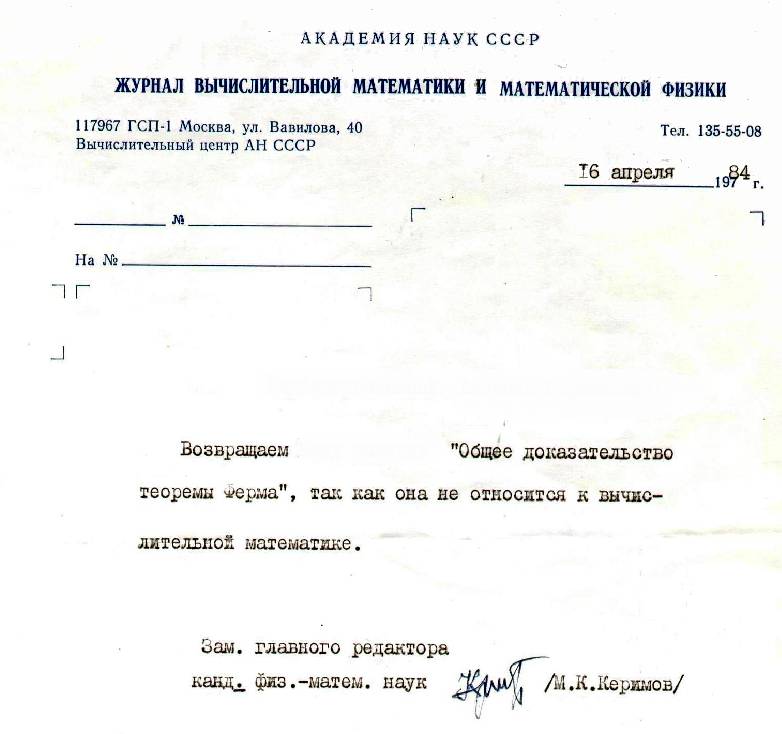 АКАДЕМИЯ НАУК СССР
ЖУРНАЛ ВЫЧИСЛИТЕЛЬНОЙ МАТЕМАТИКИ И МАТЕМАТИЧЕСКОЙ ФИЗИКИ
117967 ГСП-1 Москва, ул. Вавилова, 40
Тел. 135-55-08
Вычислительный центр АН СССР
16 апреля 197 84 г.
№
На №
Возвращаем "Общее доказательство
теоремы Ферма", так как она не относится к вычис-
лительной математике.
Зам. главного редактора
канд. физ.-матем. наук /М.К.Керимов/